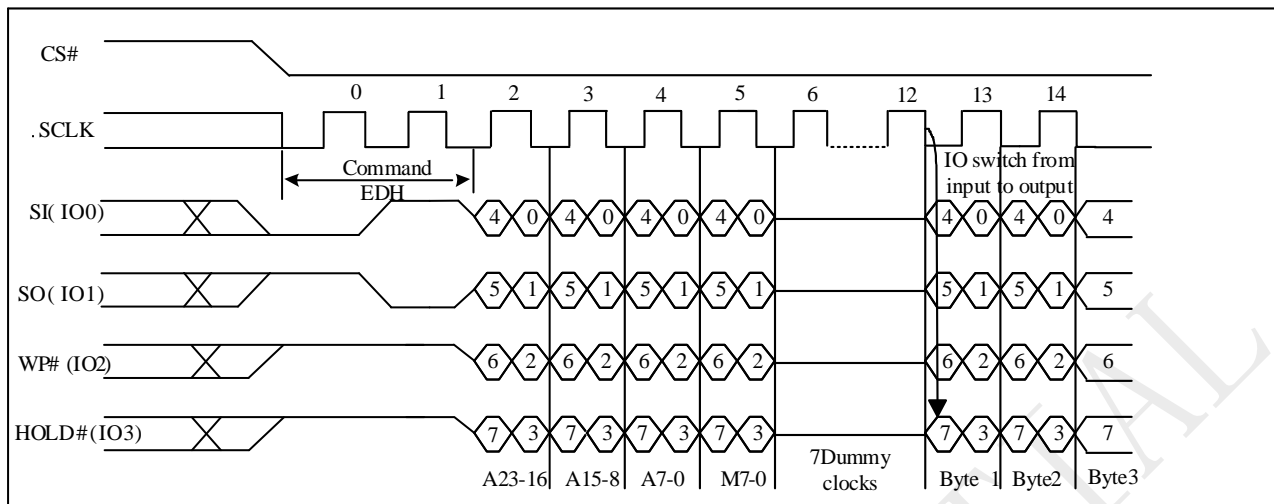 CS#
0 1 2 3 4 5 6 12 13 14
.SCLK
Command
EDH
IO switch from
input to output
SI( IO0)
4 0 4 0 4 0 4 0 4 0 4 0 4
SO( IO1)
5 1 5 1 5 1 5 1 5 1 5 1 5
WP# (IO2)
6 2 6 2 6 2 6 2 6 2 6 2 6
HOLD# (IO3)
7 3 7 3 7 3 7 3 7 3 7 3 7
A23-16 A15-8 A7-0 M7-0
7Dummy
clocks
Byte 1 Byte2 Byte3